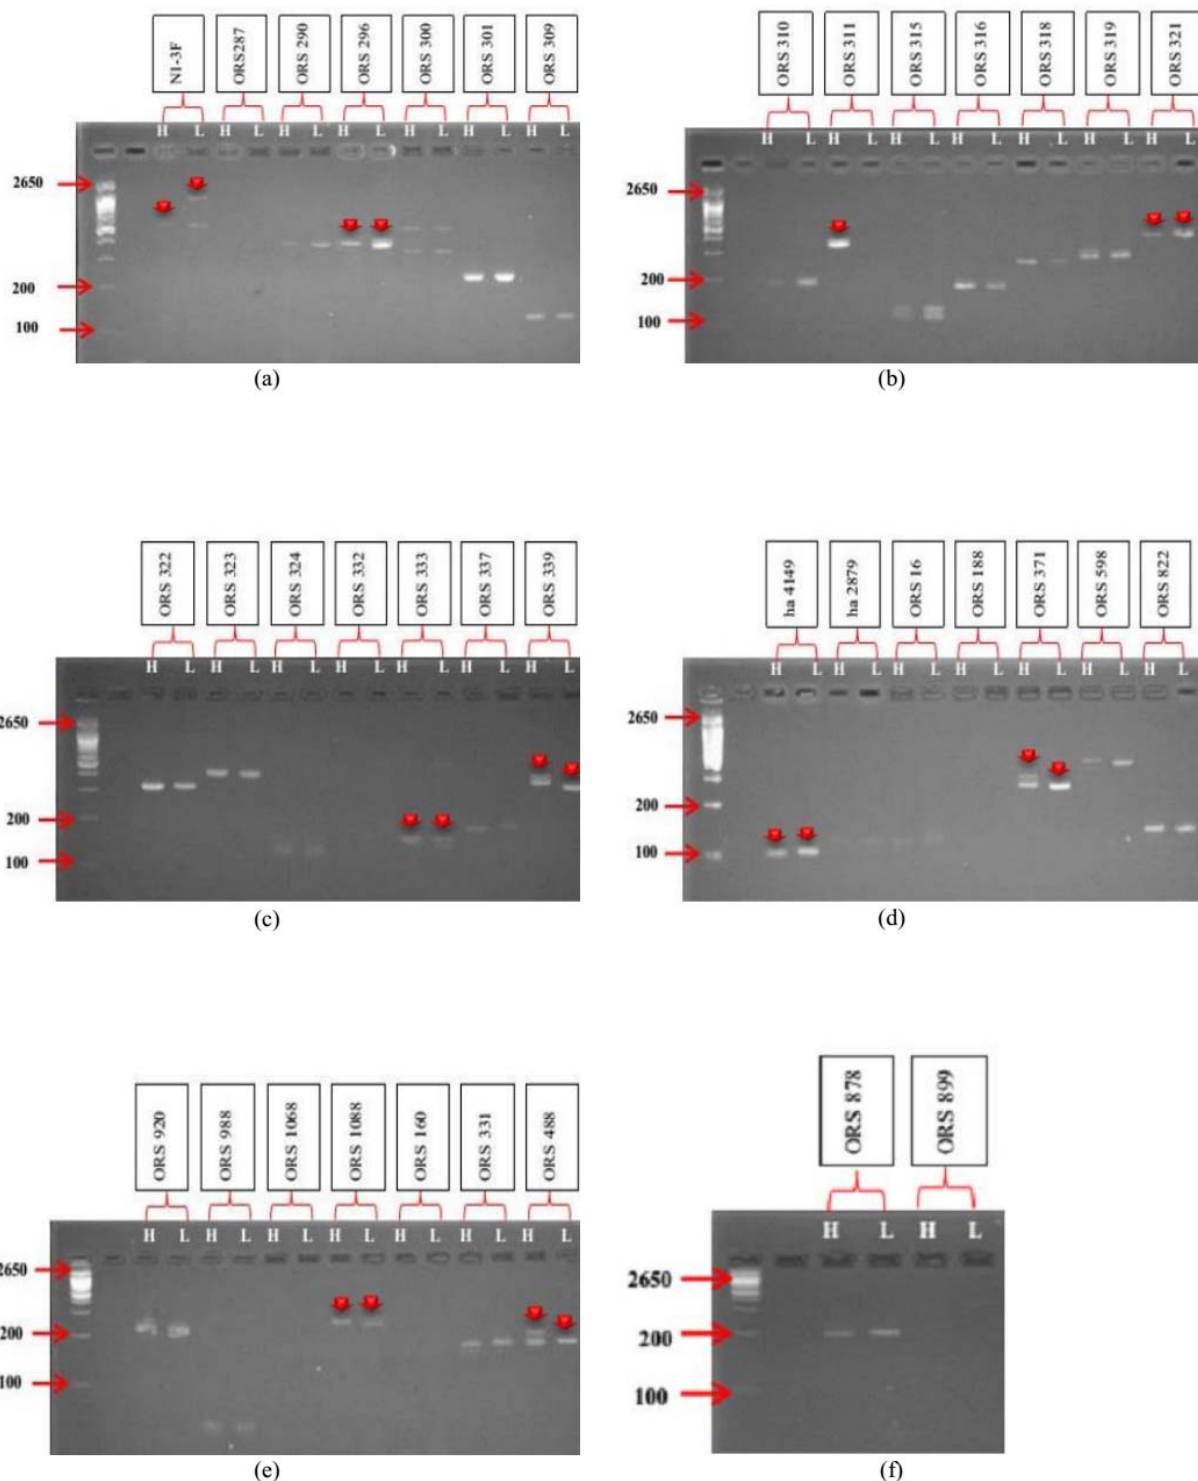 N1-3F
ORS287
ORS 290
ORS 296
ORS 300
ORS 301
ORS 309
H L H L H L H L H L H L H L
2650
200
100
(a)
ORS 310
ORS 311
ORS 315
ORS 316
ORS 318
ORS 319
ORS 321
H L H L H L H L H L H L H L
2650
200
100
(b)
ORS 322
ORS 323
ORS 324
ORS 332
ORS 333
ORS 337
ORS 339
H L H L H L H L H L H L H L
2650
200
100
(c)
ha 4149
ha 2879
ORS 16
ORS 188
ORS 371
ORS 598
ORS 822
H L H L H L H L H L H L H L
2650
200
100
(d)
ORS 920
ORS 988
ORS 1068
ORS 1088
ORS 160
ORS 331
ORS 488
H L H L H L H L H L H L H L
2650
200
100
(e)
ORS 878
ORS 899
H L H L
2650
200
100
(f)